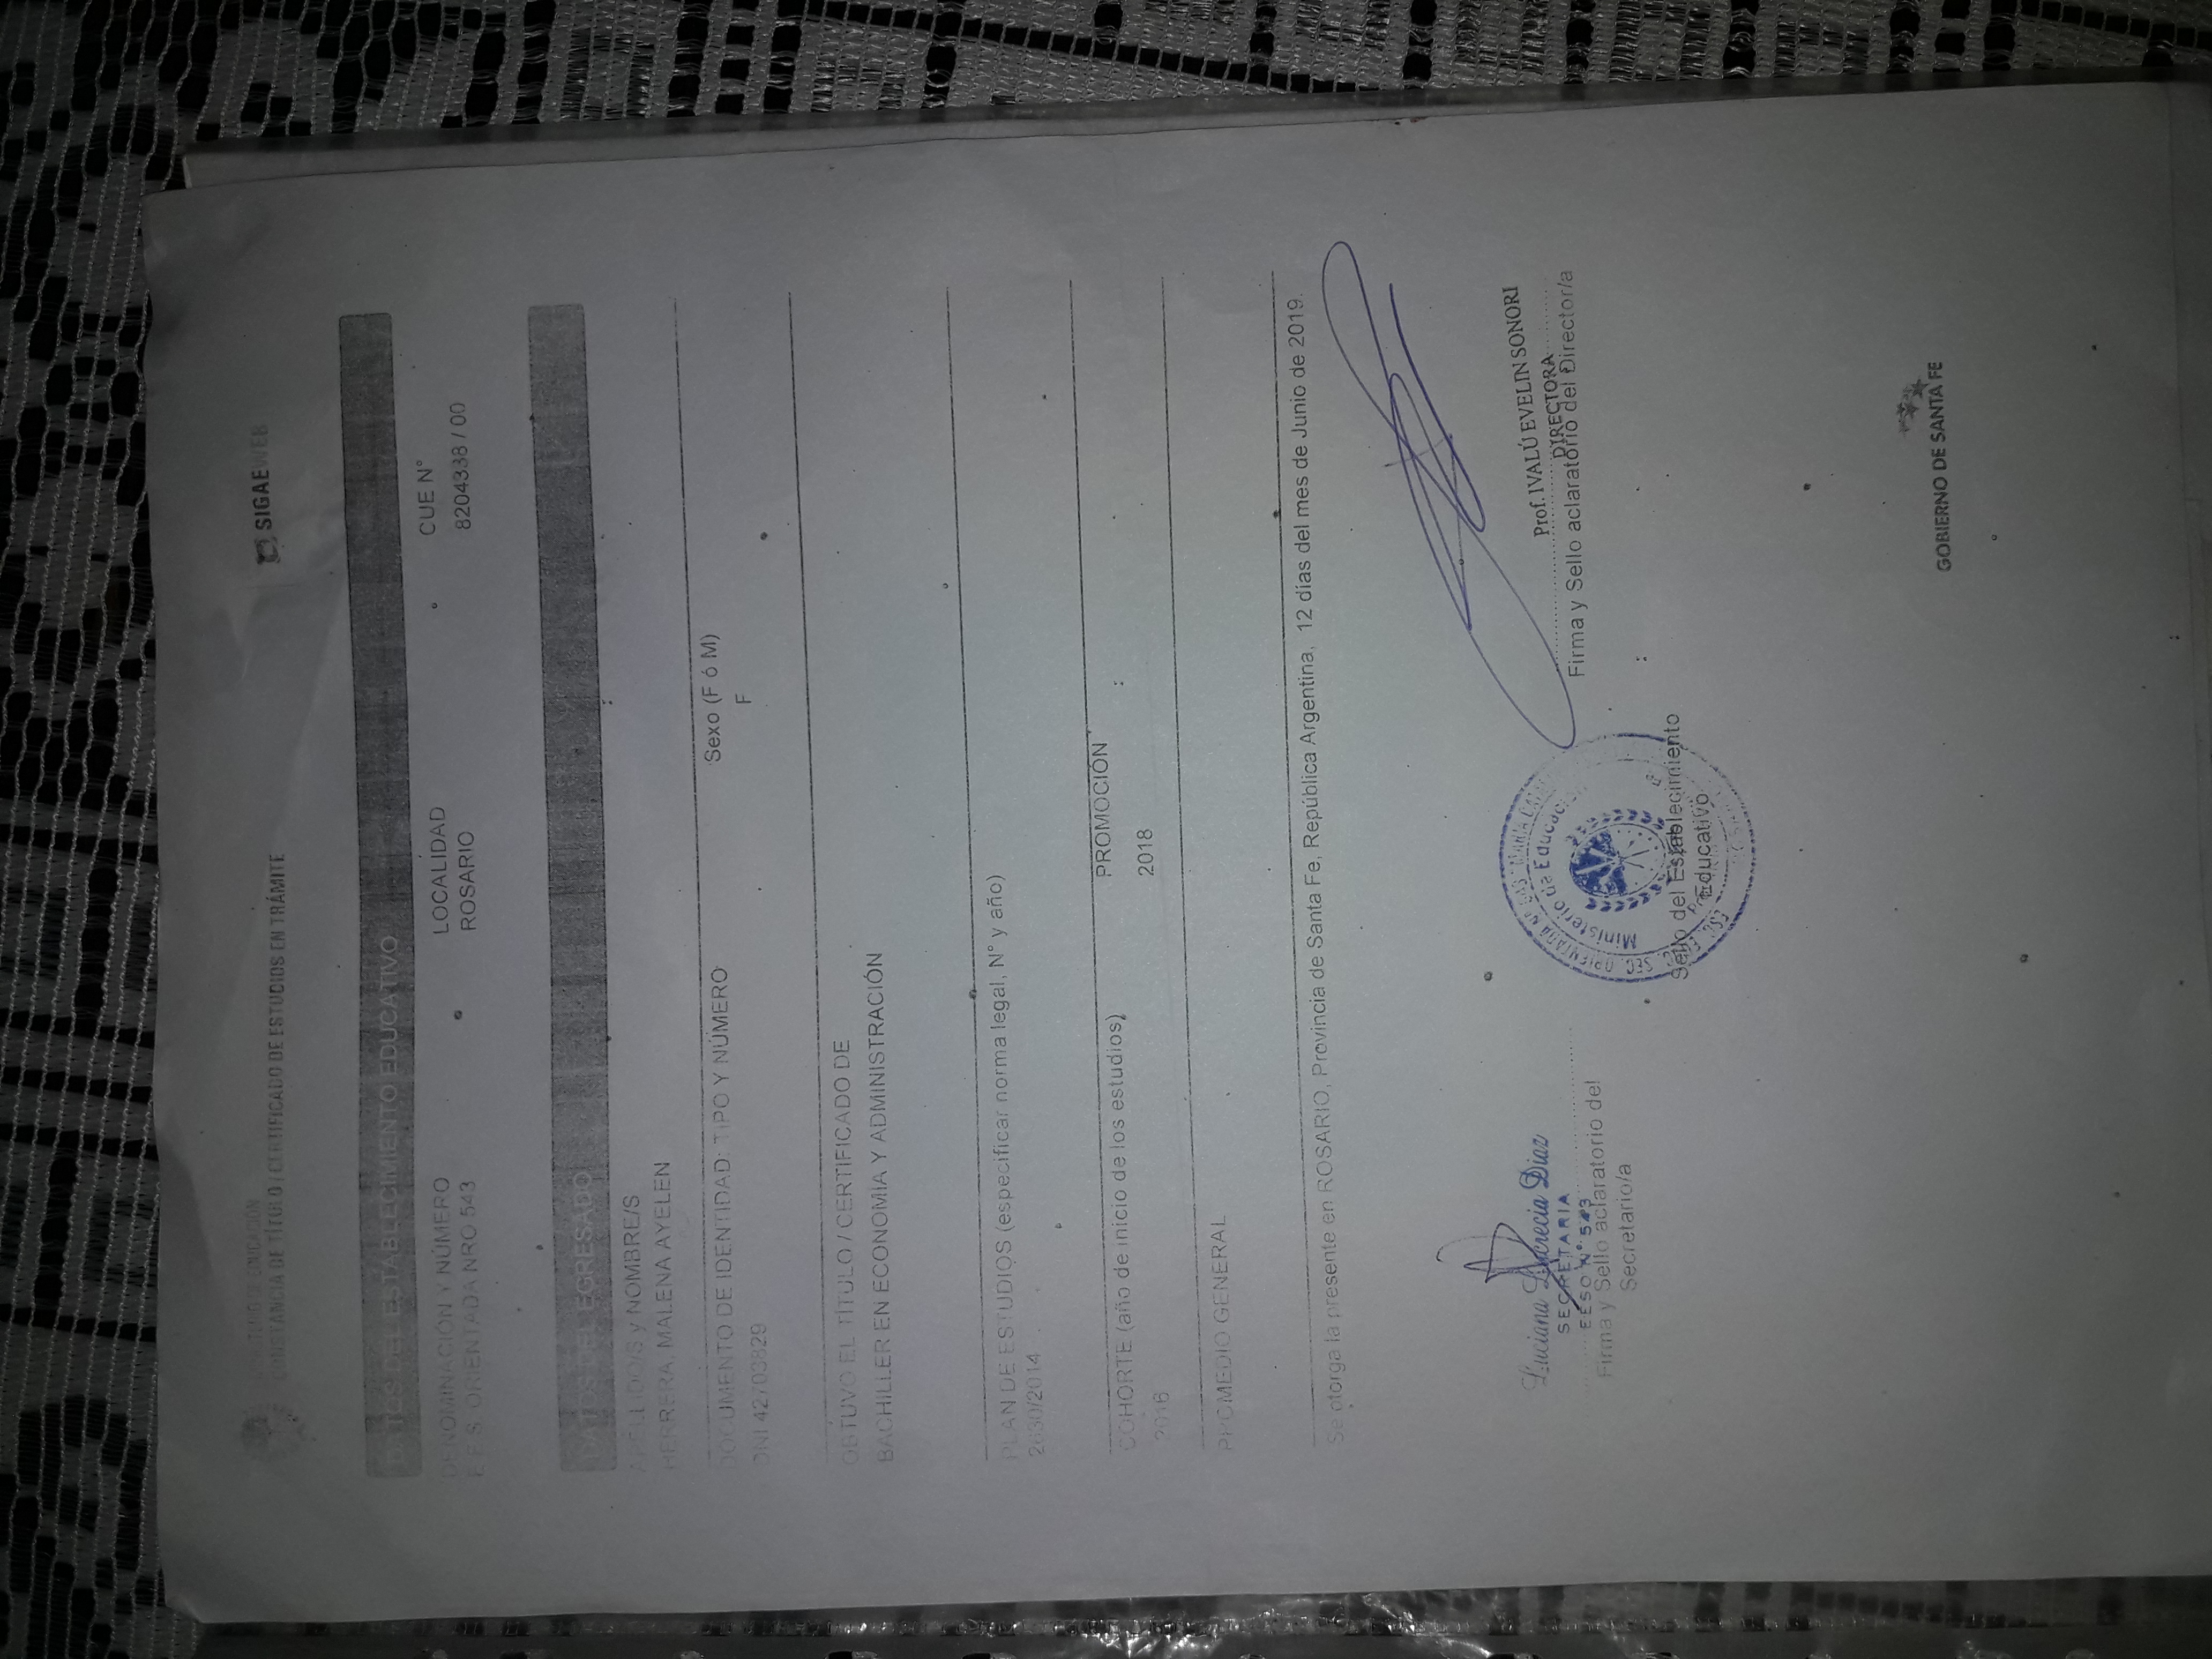 MINISTERIO DE EDUCACIÓN
CONSTANCIA DE TÍTULO / CERTIFICADO DE ESTUDIOS EN TRÁMITE
SIGAEWEB
DATOS DEL ESTABLECIMIENTO EDUCATIVO
DENOMINACIÓN Y NÚMERO LOCALIDAD CUE N°
E.E.S. ORIENTADA NRO 543 ROSARIO 8204338 / 00
DATOS DEL EGRESADO
APELLIDO/S y NOMBRE/S
HERRERA, MALENA AYELEN
DOCUMENTO DE IDENTIDAD: TIPO Y NÚMERO Sexo (F ó M)
DNI 42703829 F
OBTUVO EL TÍTULO / CERTIFICADO DE
BACHILLER EN ECONOMÍA Y ADMINISTRACIÓN
PLAN DE ESTUDIOS (especificar norma legal, N° y año)
2630/2014
COHORTE (año de inicio de los estudios) PROMOCIÓN
2016 2018
PROMEDIO GENERAL
Se otorga la presente en ROSARIO, Provincia de Santa Fe, República Argentina, 12 días del mes de Junio de 2019.
Luciana Lucrecia Diaz
SECRETARIA
EESO N° 543
Firma y Sello aclaratorio del
Secretario/a
ESC. EDUC. SEC. ORIENTADA N° 543 "MARIA
Ministerio de Educación
Sello del Establecimiento
Educativo
Prof. IVALÚ EVELIN SONORI
DIRECTORA
Firma y Sello aclaratorio del Director/a
GOBIERNO DE SANTA FE